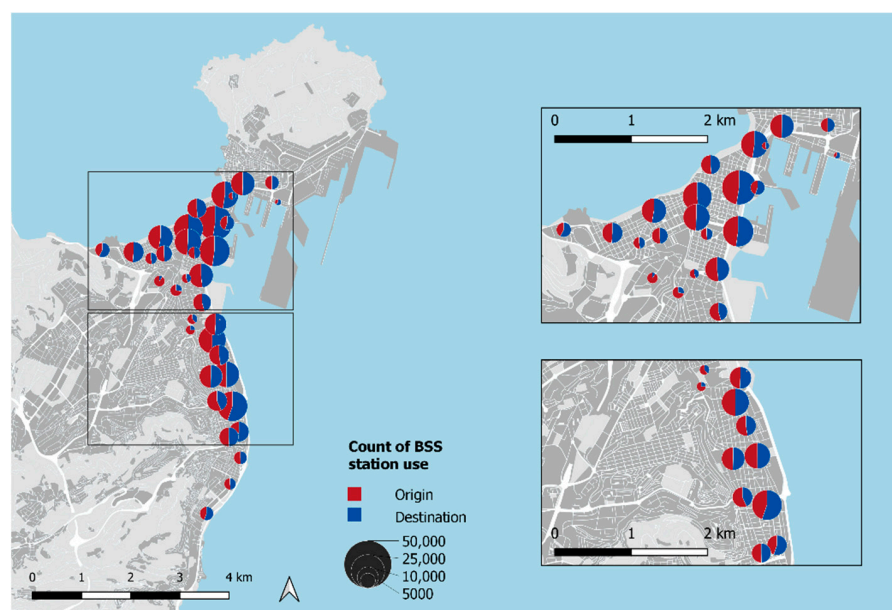 0 1 2 km
Count of BSS
station use
Origin
Destination
50,000
25,000
10,000
5000
0 1 2 3 4 km
0 1 2 km